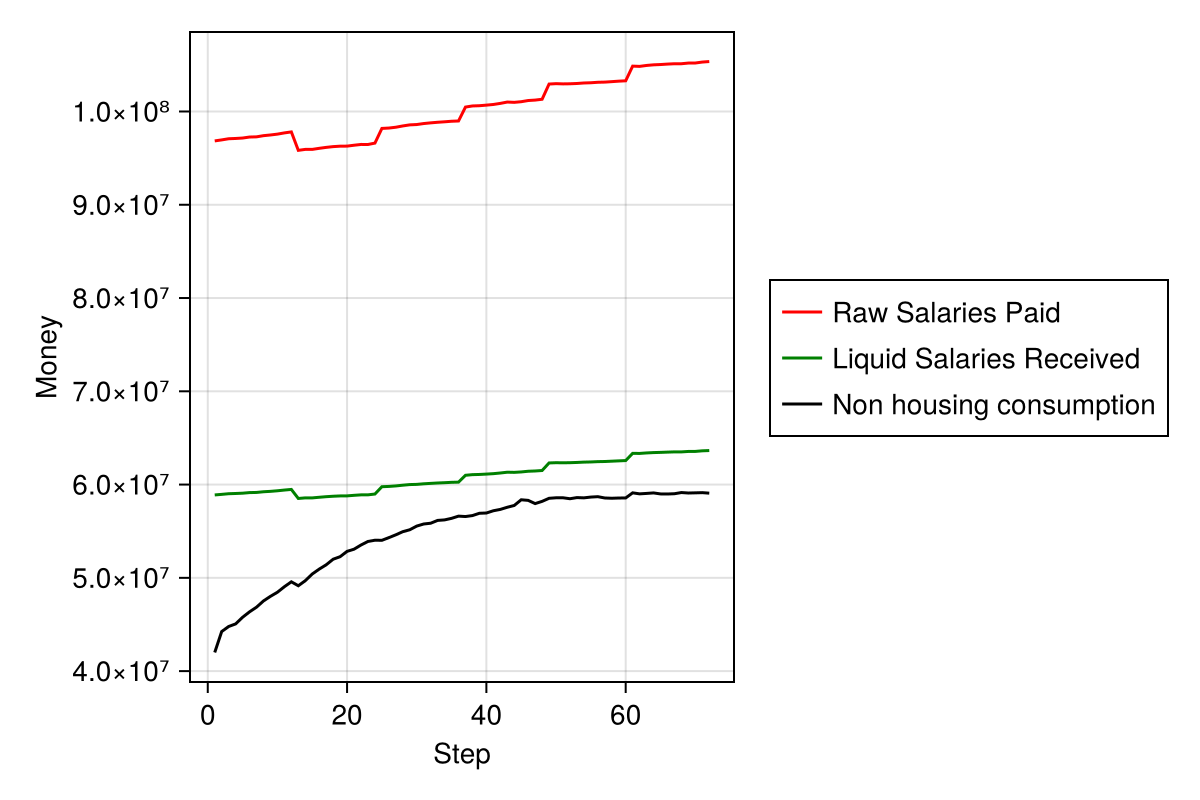 1.0×10⁸
9.0×10⁷
8.0×10⁷
7.0×10⁷
6.0×10⁷
5.0×10⁷
4.0×10⁷
Money
0 20 40 60
Step
Raw Salaries Paid
Liquid Salaries Received
Non housing consumption